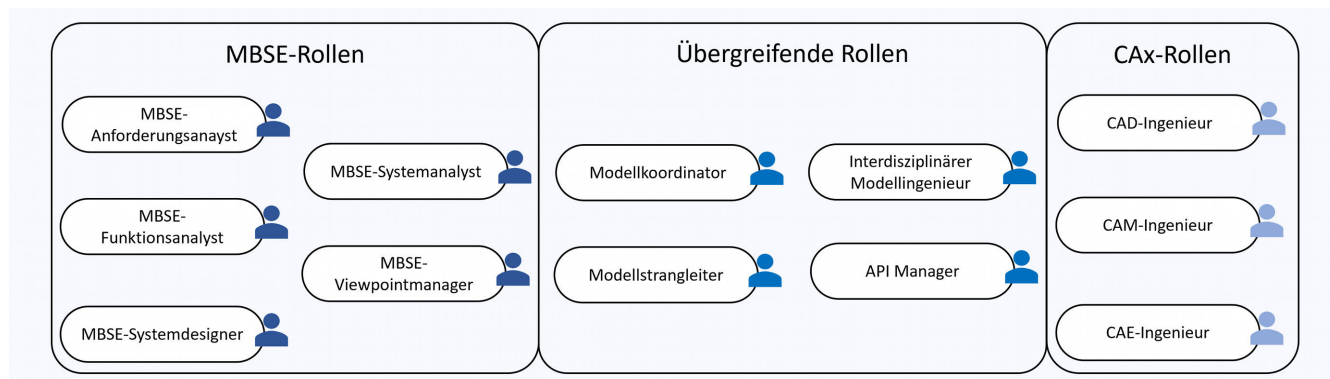 MBSE-Rollen
MBSE-
Anforderungsanayst
MBSE-
Funktionsanalyst
MBSE-Systemdesigner
MBSE-Systemanalyst
MBSE-
Viewpointmanager
Übergreifende Rollen
Modellkoordinator
Modellstrangleiter
Interdisziplinärer
Modellingenieur
API Manager
CAx-Rollen
CAD-Ingenieur
CAM-Ingenieur
CAE-Ingenieur